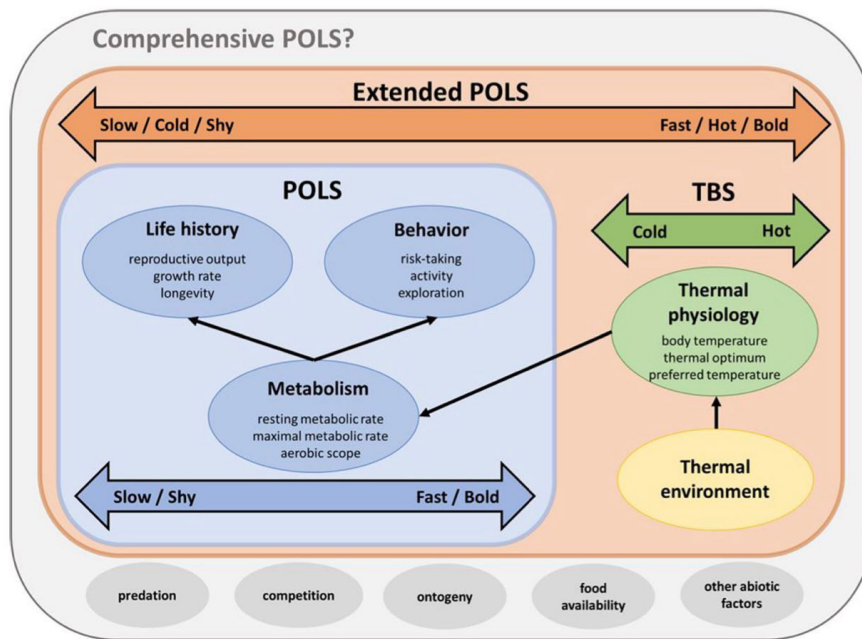 Comprehensive POLS?
Extended POLS
Slow / Cold / Shy
Fast / Hot / Bold
POLS
TBS
Life history
reproductive output
growth rate
longevity
Behavior
risk-taking
activity
exploration
Cold
Hot
Thermal
physiology
body temperature
thermal optimum
preferred temperature
Metabolism
resting metabolic rate
maximal metabolic rate
aerobic scope
Thermal
environment
Slow / Shy
Fast / Bold
predation
competition
ontogeny
food
availability
other abiotic
factors